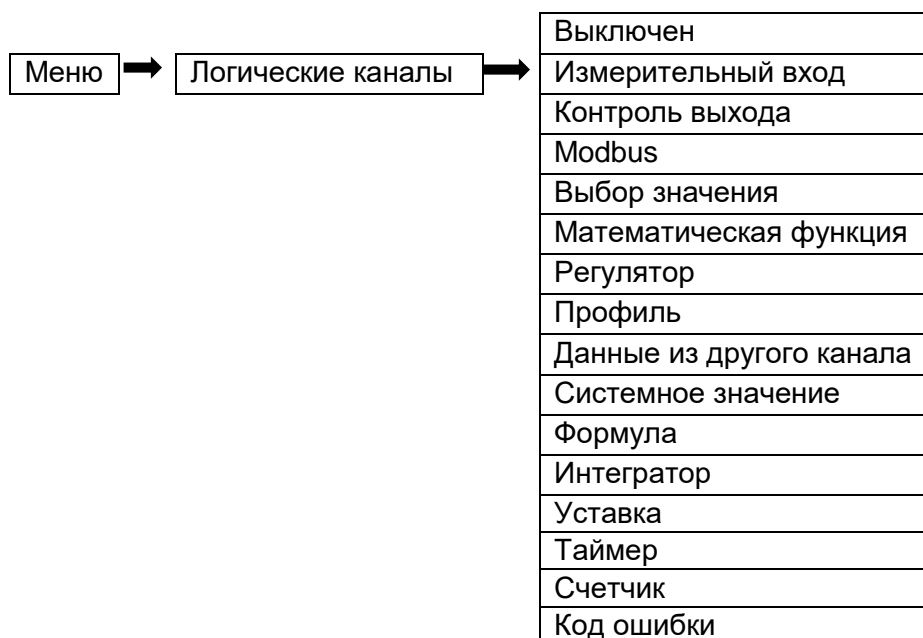 Меню
Логические каналы
Выключен
Измерительный вход
Контроль выхода
Modbus
Выбор значения
Математическая функция
Регулятор
Профиль
Данные из другого канала
Системное значение
Формула
Интегратор
Уставка
Таймер
Счетчик
Код ошибки